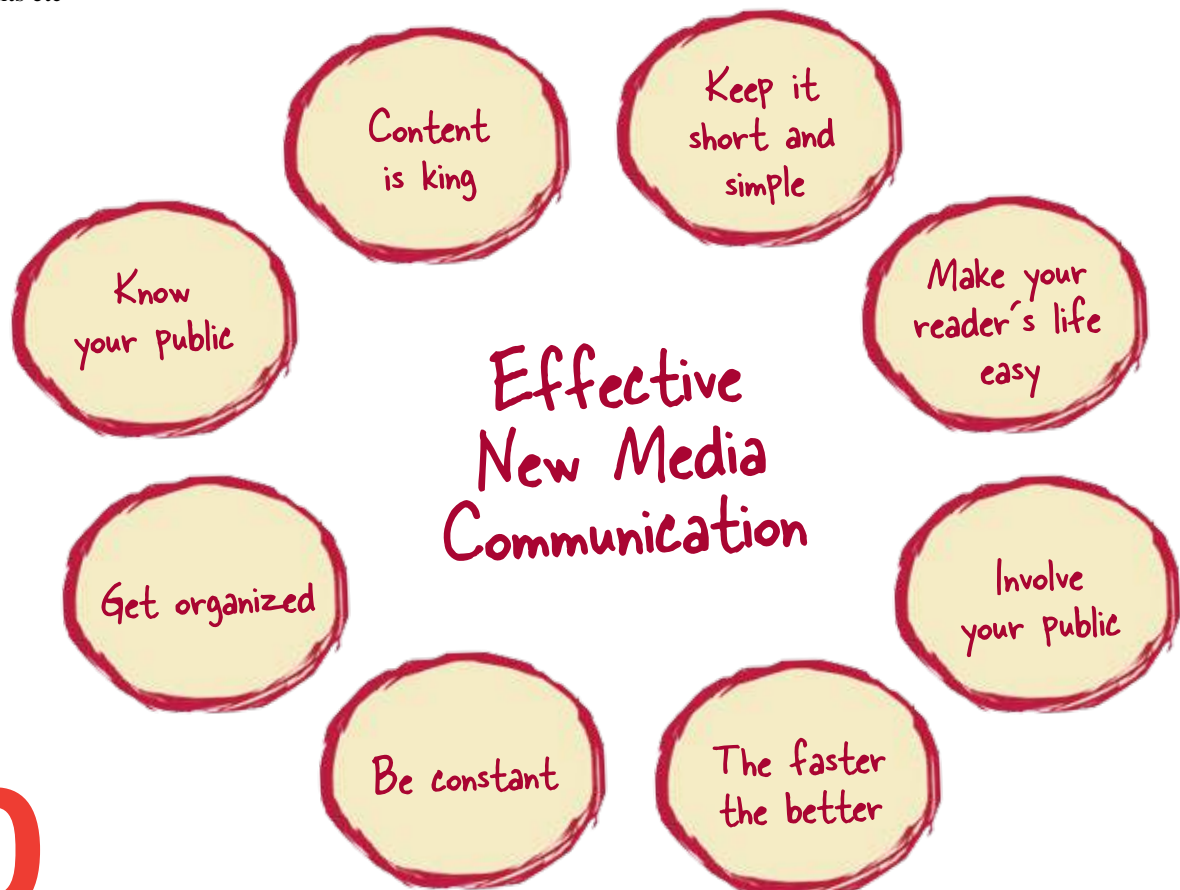 Content
is king
Keep it
short and
simple
Know
your public
Make your
reader´s life
easy
Effective
New Media
Communication
Get organized
Involve
your public
Be constant
The faster
the better